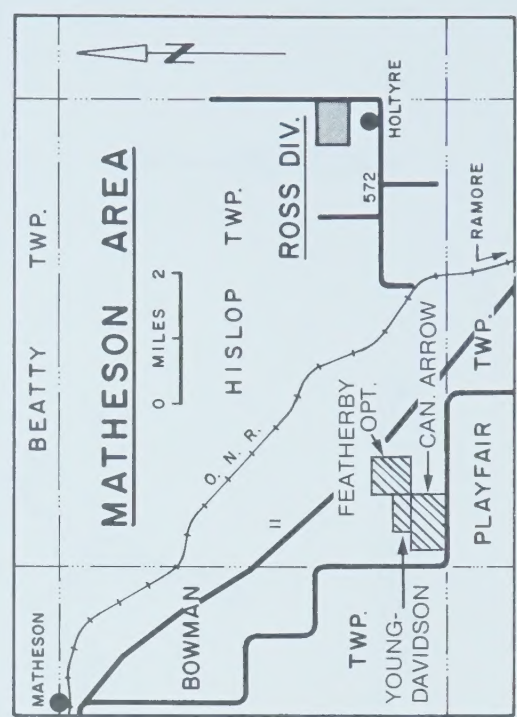 MATHESON
BEATTY TWP.
N
MATHESON AREA
0 MILES 2
HISLOP TWP.
ROSS DIV.
HOLTYRE
572
O. N. R.
11
BOWMAN
TWP.
FEATHERBY
OPT.
YOUNG-
DAVIDSON
CAN. ARROW
PLAYFAIR TWP.
RAMORE